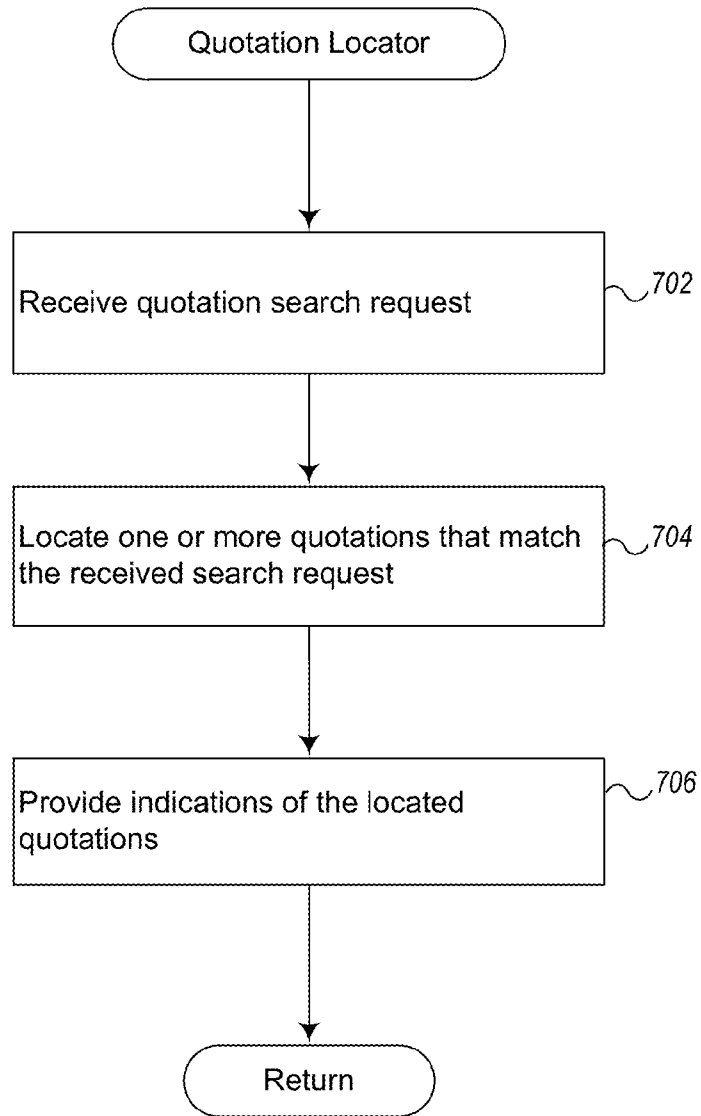 Quotation Locator
Receive quotation search request
702
Locate one or more quotations that match
the received search request
704
Provide indications of the located
quotations
706
Return